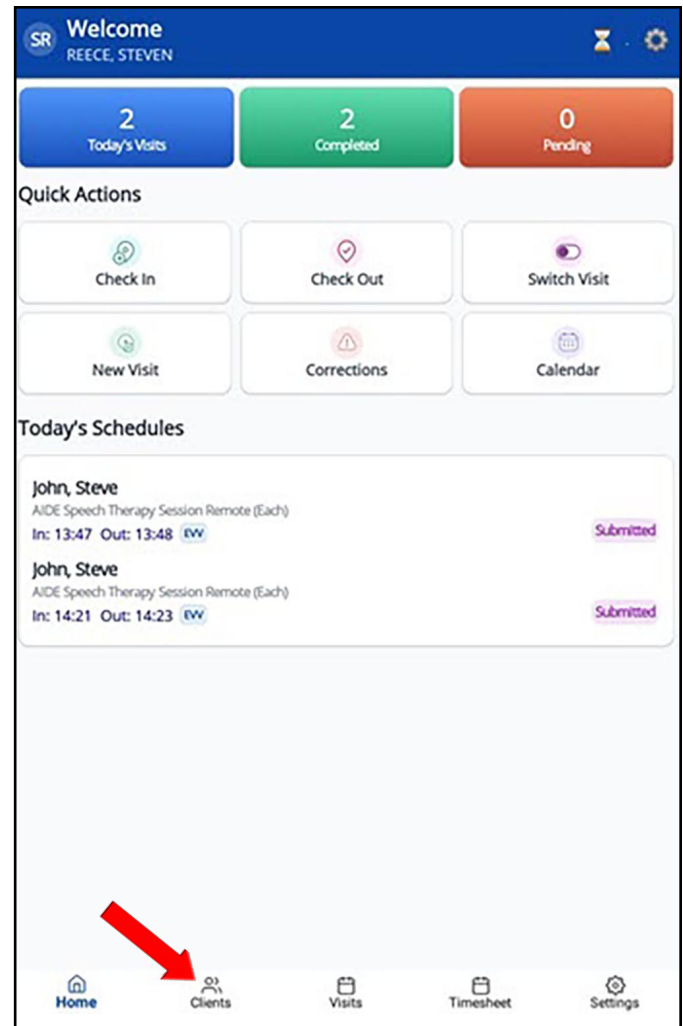 SR Welcome
REECE, STEVEN
2 2 0
Today's Visits Completed Pending
Quick Actions
Check In Check Out Switch Visit
New Visit Corrections Calendar
Today's Schedules
John, Steve
AIDE Speech Therapy Session Remote (Each)
In: 13:47 Out: 13:48 EVV Submitted
John, Steve
AIDE Speech Therapy Session Remote (Each)
In: 14:21 Out: 14:23 EVV Submitted
Home Clients Visits Timesheet Settings